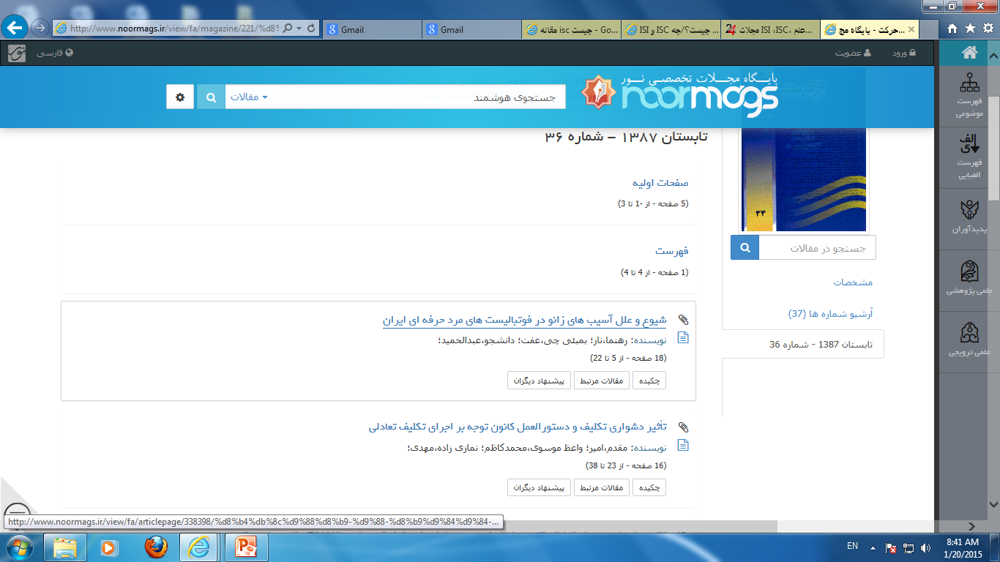 http://www.noormags.ir/view/fa/magazine/221/%d8%
Gmail
Gmail
مقاله isc چیست - Go...
ISI و ISC چیست؟/چه...
مجلات ISI ،ISC، علم...
حرکت - پایگاه مج...
فارسی
عضویت
ورود
پایگاه مجلات تخصصی نور
noormags
جستجوی هوشمند
مقالات
فهرست موضوعی
فهرست الفبایی
پدیدآوران
علمی پژوهشی
علمی ترویجی
تابستان ۱۳۸۷ – شماره ۳۶
صفحات اولیه
(5 صفحه - از -1 تا 3)
فهرست
(1 صفحه - از 4 تا 4)
شیوع و علل آسیب های زانو در فوتبالیست های مرد حرفه ای ایران
نویسنده: رهنما،نار؛ بمبئی چی،عفت؛ دانشجو،عبدالحمید؛
(18 صفحه - از 5 تا 22)
چکیده
مقالات مرتبط
پیشنهاد دیگران
تأثیر دشواری تکلیف و دستورالعمل کانون توجه بر اجرای تکلیف تعادلی
نویسنده: مقدم،امیر؛ واعظ موسوی،محمدکاظم؛ نمازی زاده،مهدی؛
(16 صفحه - از 23 تا 38)
چکیده
مقالات مرتبط
پیشنهاد دیگران
۳۳
جستجو در مقالات
مشخصات
آرشیو شماره ها (37)
تابستان 1387 - شماره 36
http://www.noormags.ir/view/fa/articlepage/338398/%d8%b4%db%8c%d9%88%d8%b9-%d9%88-%d8%b9%d9%84%d9%84-...
EN
8:41 AM
1/20/2015